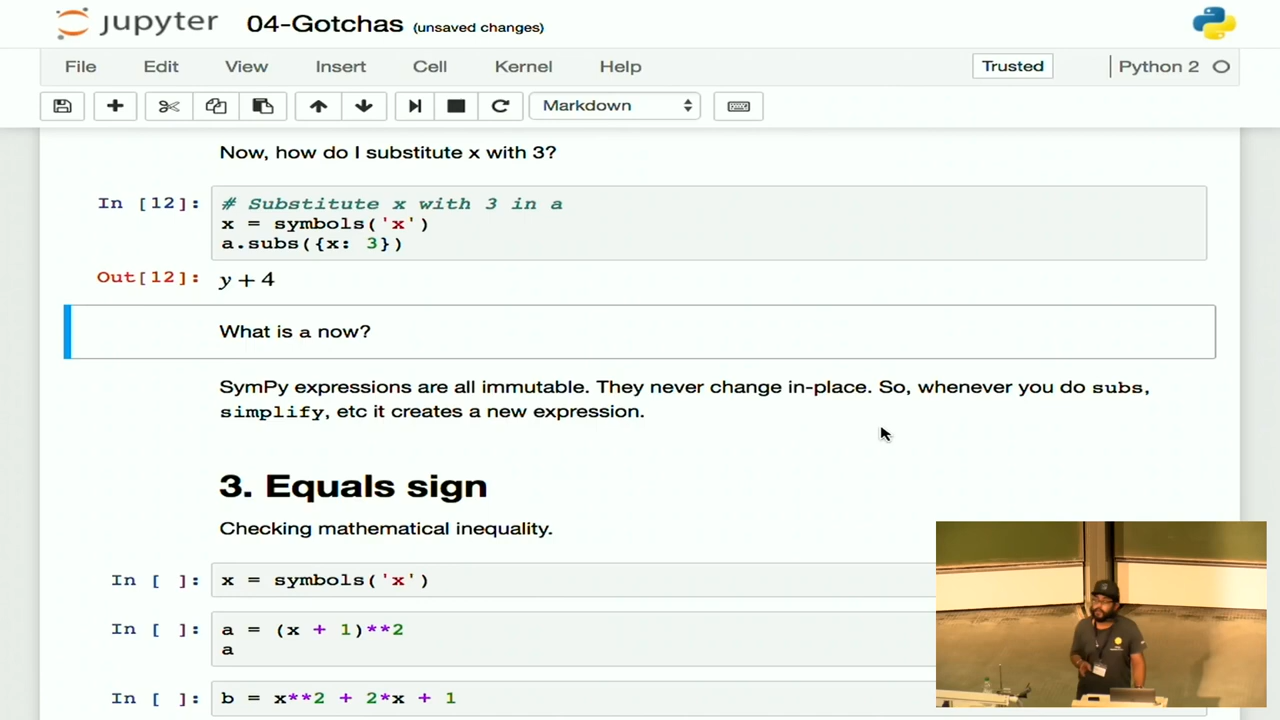 jupyter 04-Gotchas (unsaved changes)
File Edit View Insert Cell Kernel Help Trusted Python 2
Markdown
Now, how do I substitute x with 3?
In [12]: # Substitute x with 3 in a
x = symbols('x')
a.subs({x: 3})
Out[12]: y + 4
What is a now?
SymPy expressions are all immutable. They never change in-place. So, whenever you do subs,
simplify, etc it creates a new expression.
3. Equals sign
Checking mathematical inequality.
In [ ]: x = symbols('x')
In [ ]: a = (x + 1)**2
a
In [ ]: b = x**2 + 2*x + 1